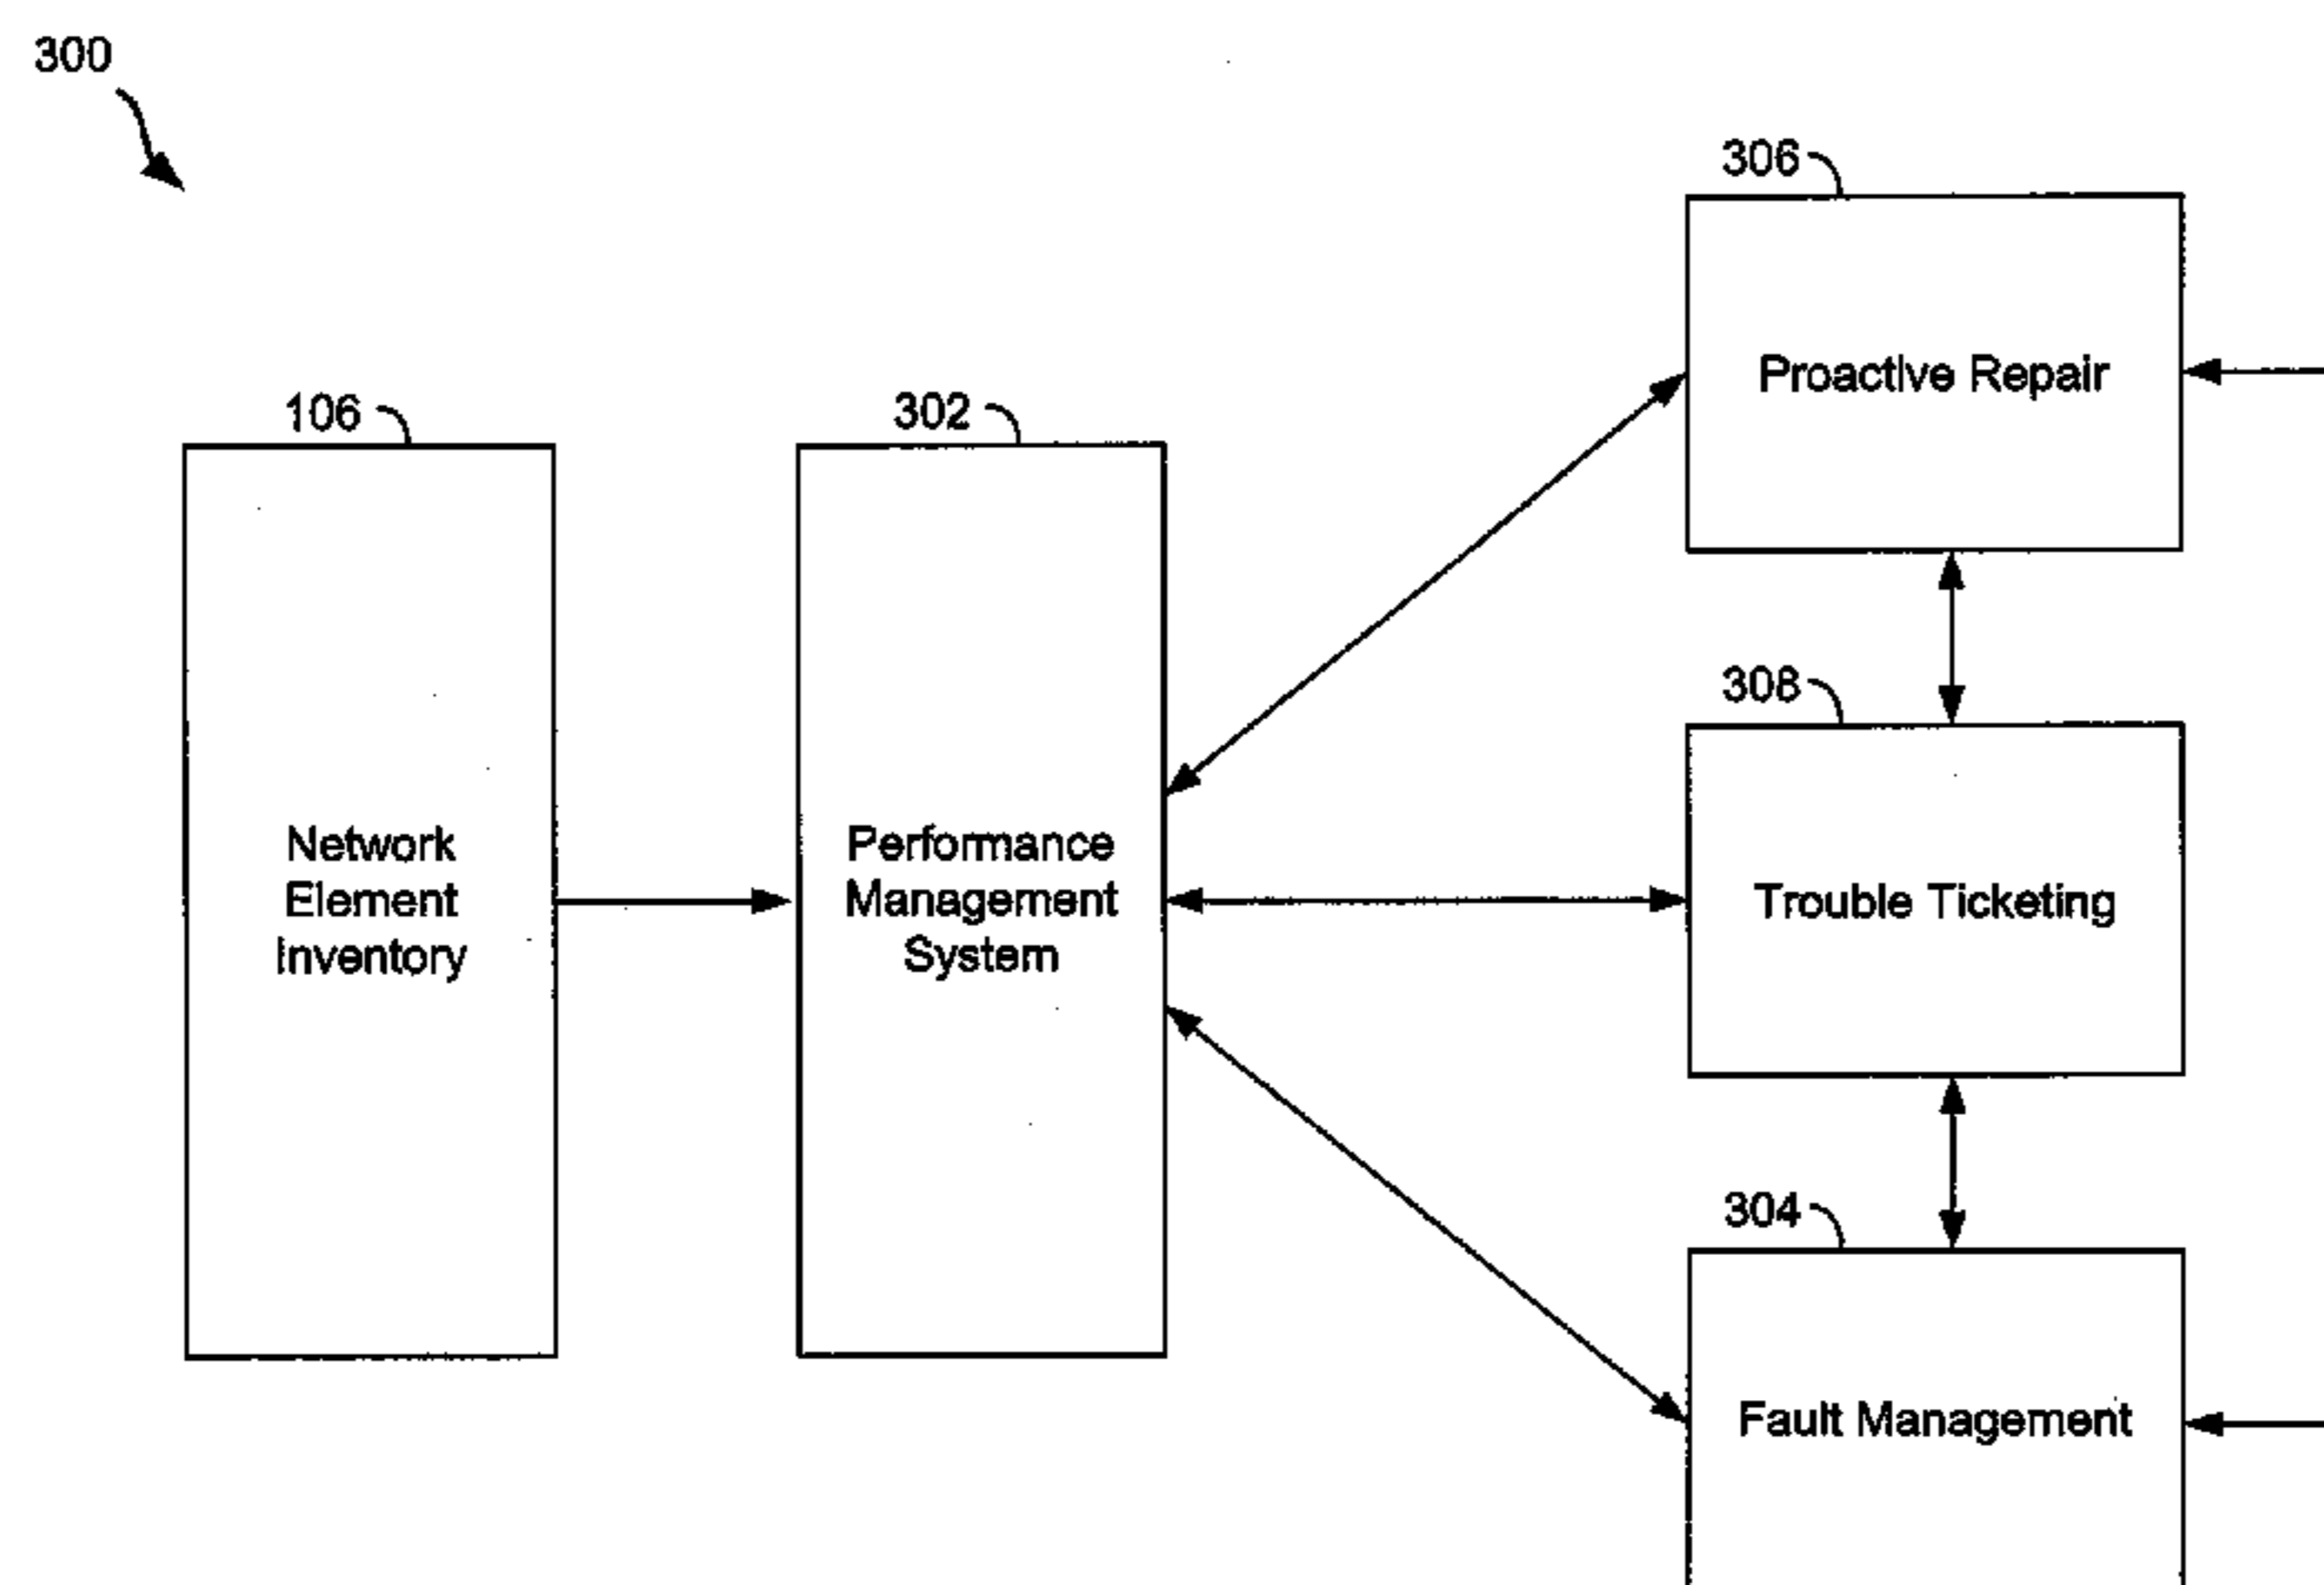 300
306
Proactive Repair
106
302
Network
Element
Inventory
Performance
Management
System
308
Trouble Ticketing
304
Fault Management